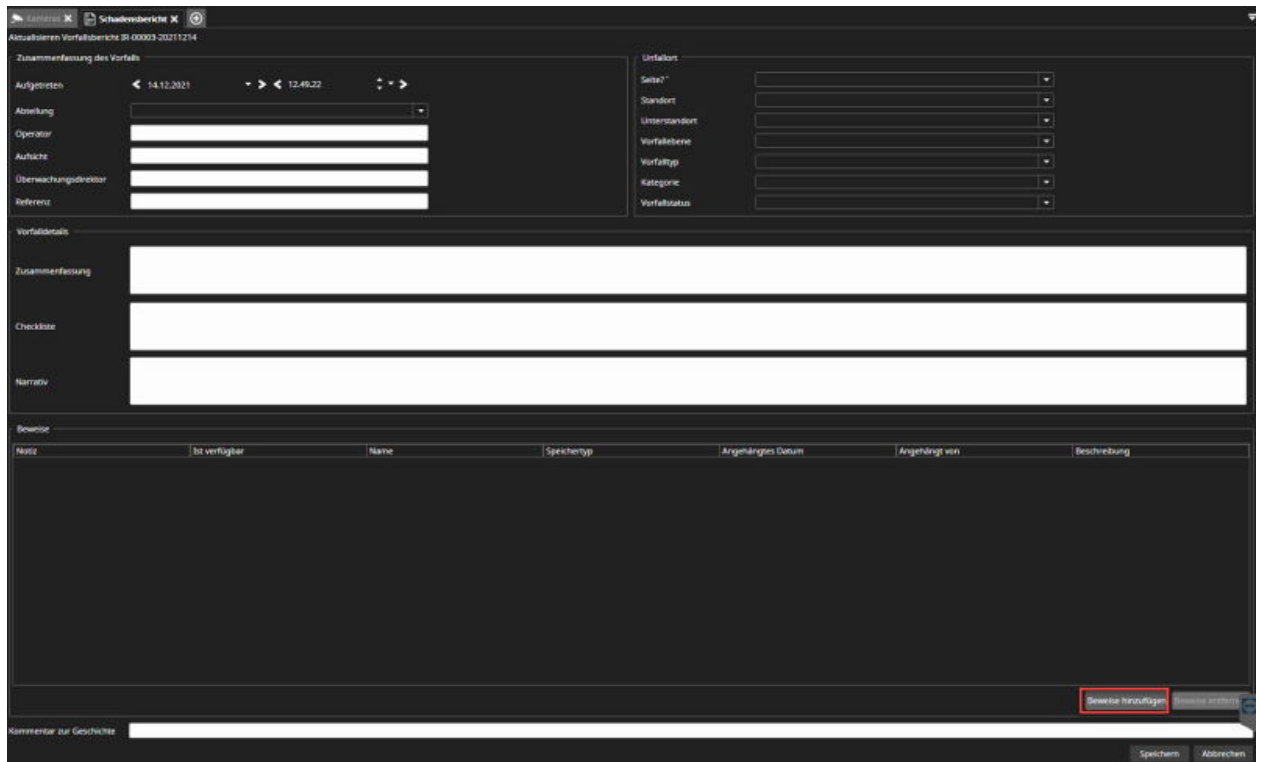 Kameras Schadensbericht
Aktualisieren Vorfallsbericht IR-00003-20211214
Zusammenfassung des Vorfalls
Aufgetreten 14.12.2021 12.49.22
Abteilung
Operator
Aufsicht
Überwachungsdirektor
Referenz
Unfallort
Seite?*
Standort
Unterstandort
Vorfallebene
Vorfalltyp
Kategorie
Vorfallstatus
Vorfalldetails
Zusammenfassung
Checkliste
Narrativ
Beweise
Notiz Ist verfügbar Name Speichertyp Angehängtes Datum Angehängt von Beschreibung
Beweise hinzufügen Beweise
Kommentar zur Geschichte
Speichern Abbrechen